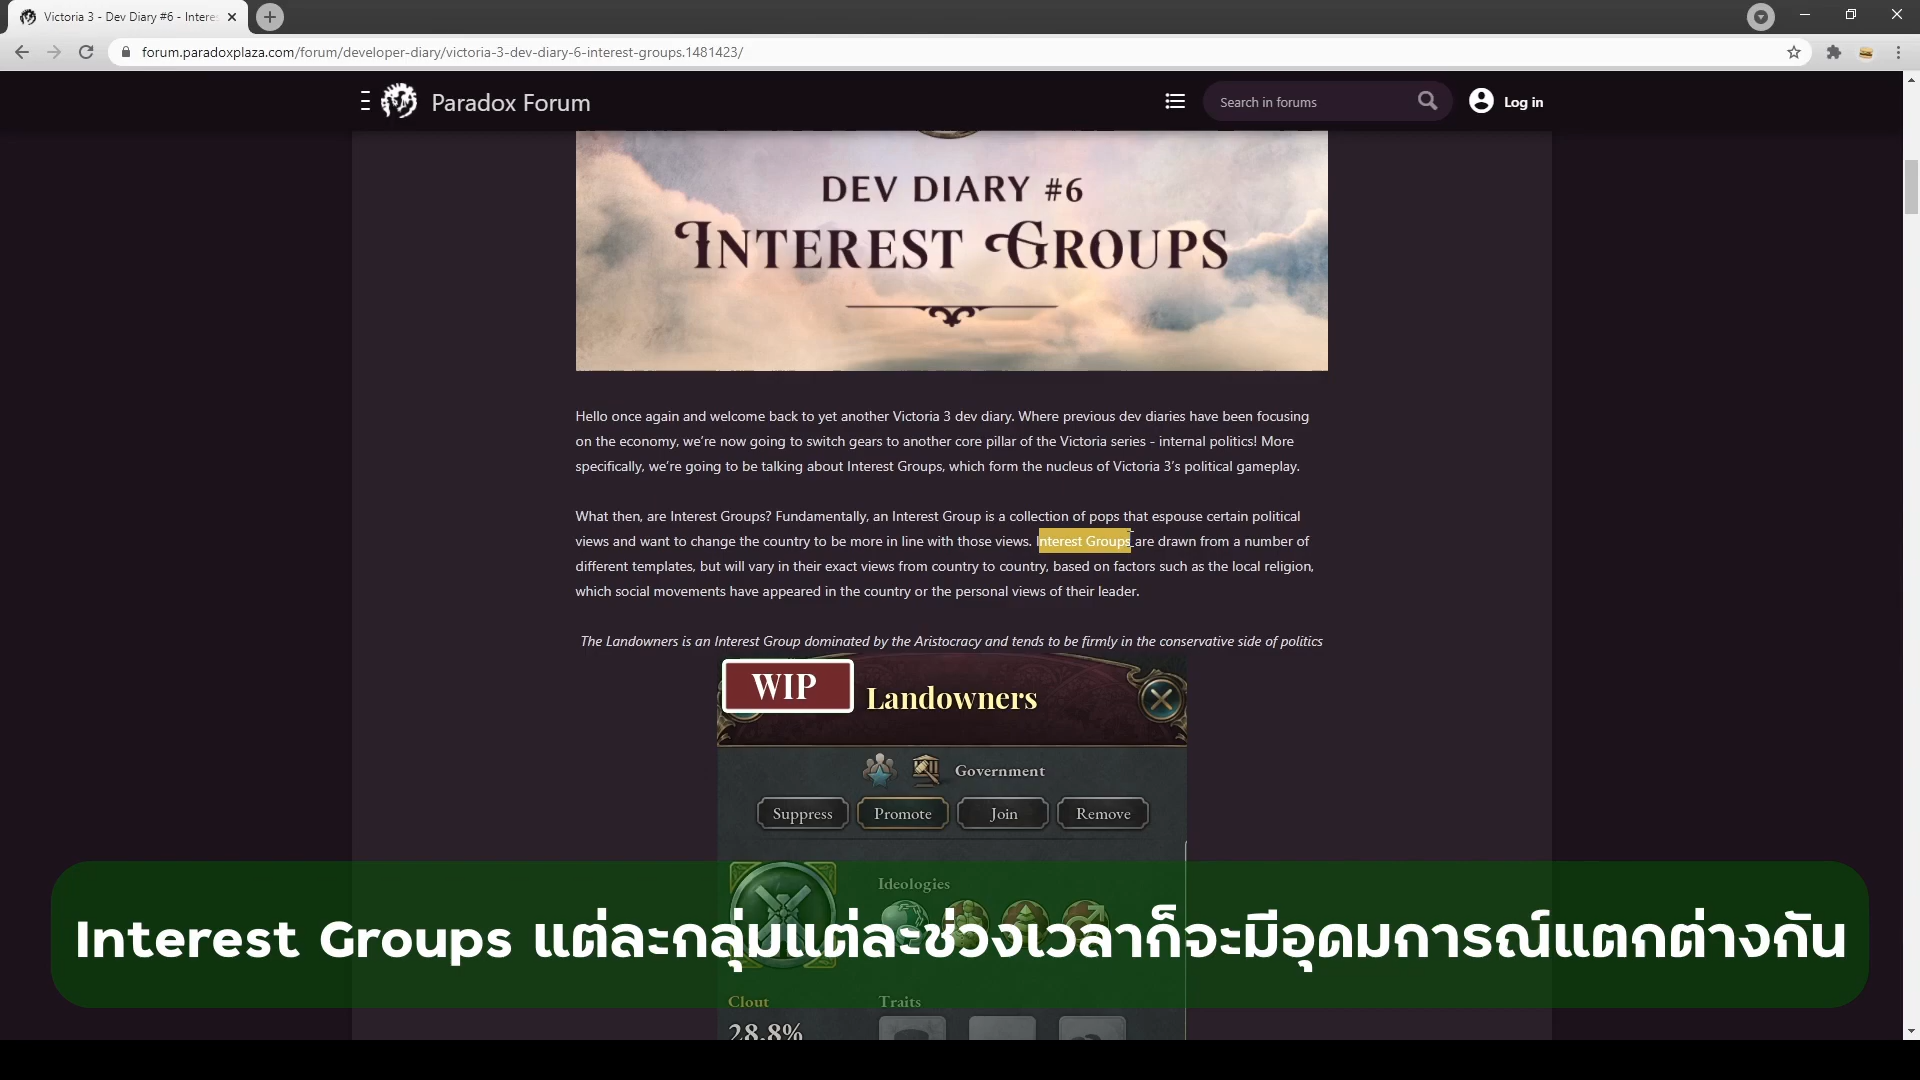 Victoria 3 - Dev Diary #6 - Intere
forum.paradoxplaza.com/forum/developer-diary/victoria-3-dev-diary-6-interest-groups.1481423/
Paradox Forum
Search in forums
Log in
DEV DIARY #6
INTEREST GROUPS
Hello once again and welcome back to yet another Victoria 3 dev diary. Where previous dev diaries have been focusing
on the economy, we're now going to switch gears to another core pillar of the Victoria series - internal politics! More
specifically, we're going to be talking about Interest Groups, which form the nucleus of Victoria 3's political gameplay.
What then, are Interest Groups? Fundamentally, an Interest Group is a collection of pops that espouse certain political
views and want to change the country to be more in line with those views. Interest Groups are drawn from a number of
different templates, but will vary in their exact views from country to country, based on factors such as the local religion,
which social movements have appeared in the country or the personal views of their leader.
The Landowners is an Interest Group dominated by the Aristocracy and tends to be firmly in the conservative side of politics
WIP
Landowners
Government
Suppress
Promote
Join
Remove
Ideologies
Interest Groups แต่ละกลุ่มแต่ละช่วงเวลาก็จะมีอุดมการณ์แตกต่างกัน
Clout
Traits
28.8%